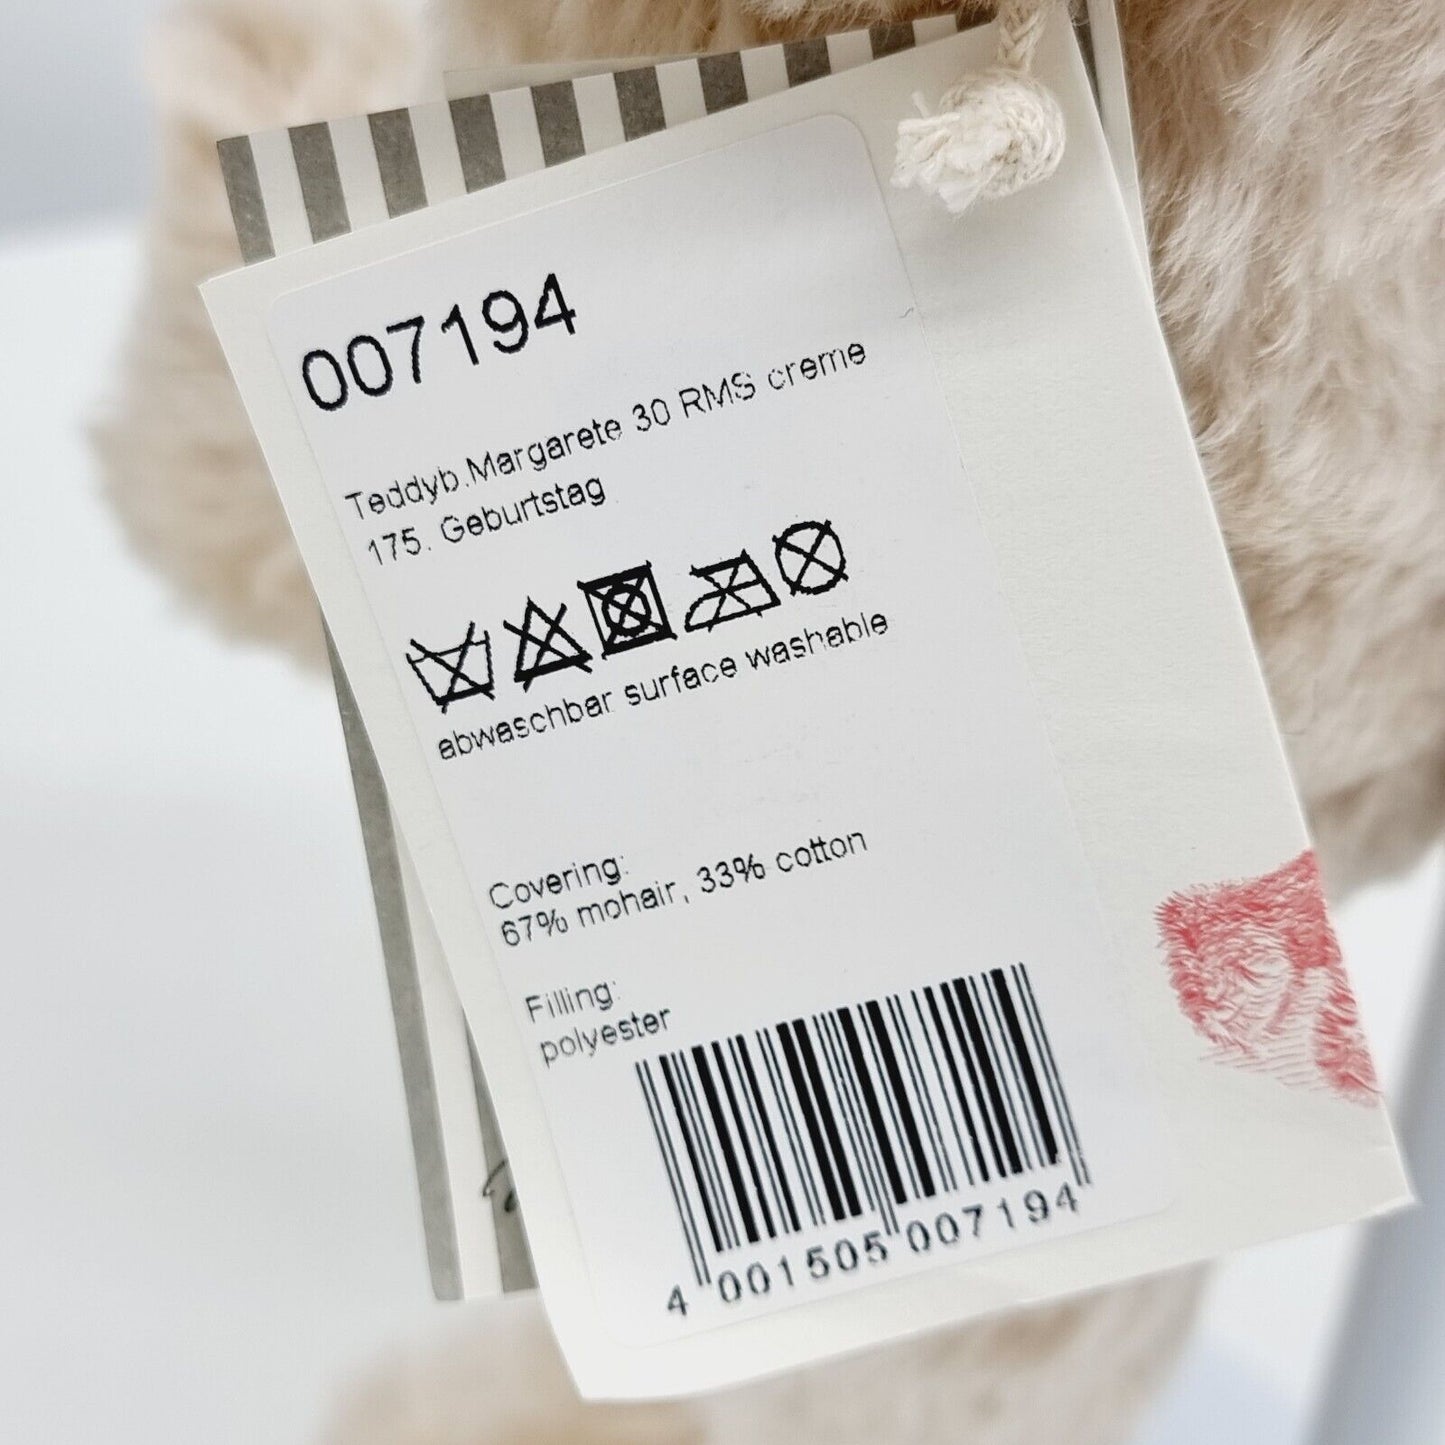 007194
Teddyb.Margarete 30 RMS creme
175. Geburtstag
abwaschbar surface washable
Covering:
67% mohair, 33% cotton
Filling:
polyester
4 001505 007194